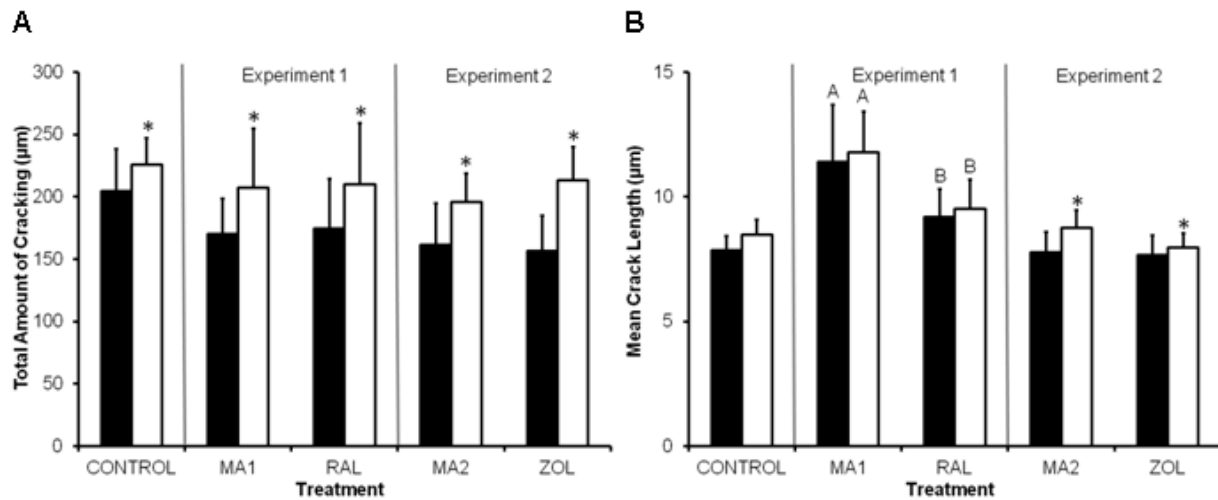 A
Total Amount of Cracking (µm)
300
250
200
150
100
50
0
Experiment 1
Experiment 2
*
*
*
*
*
CONTROL MA1 RAL MA2 ZOL
Treatment
B
Mean Crack Length (µm)
15
10
5
0
Experiment 1
Experiment 2
A A
B B
*
*
CONTROL MA1 RAL MA2 ZOL
Treatment